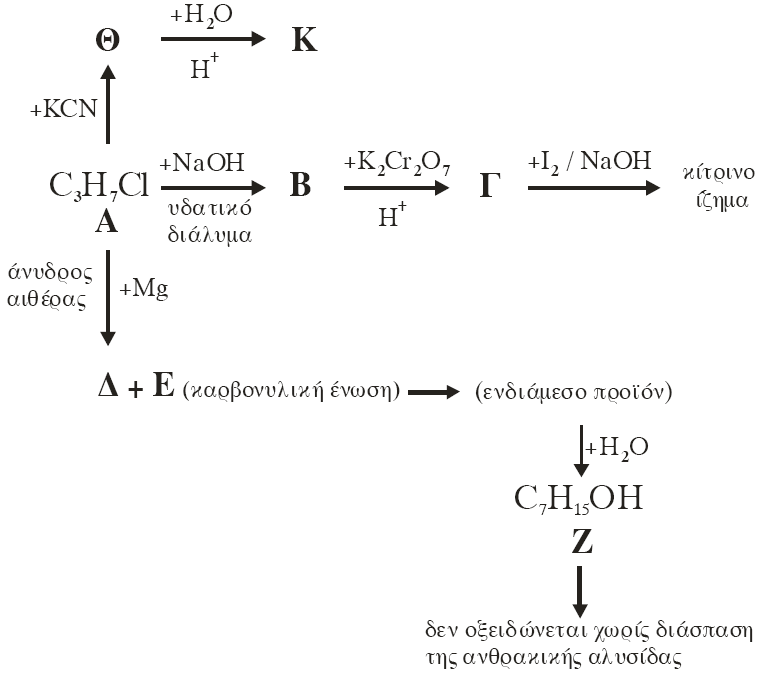 Θ +H₂O K
H⁺
+KCN
C₃H₇Cl +NaOH B +K₂Cr₂O₇ Γ +I₂ / NaOH κίτρινο
A υδατικό H⁺ ίζημα
διάλυμα
άνυδρος
αιθέρας +Mg
Δ + E (καρβονυλική ένωση) (ενδιάμεσο προϊόν)
+H₂O
C₇H₁₅OH
Z
δεν οξειδώνεται χωρίς διάσπαση
της ανθρακικής αλυσίδας